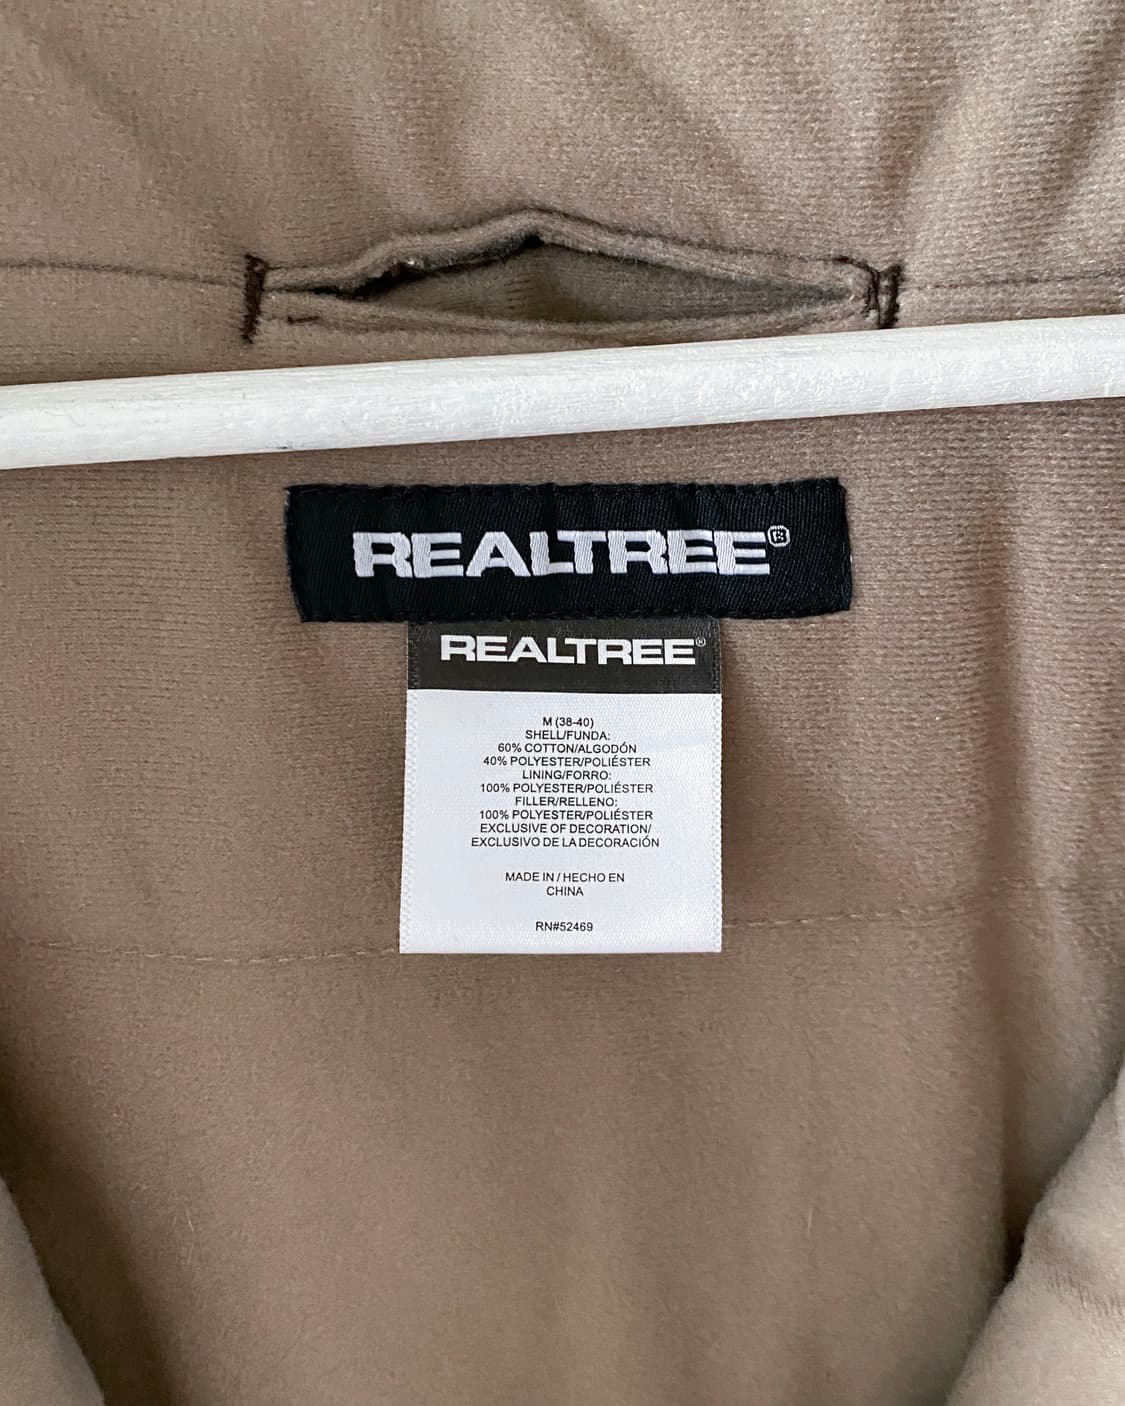 REALTREE®
REALTREE®
M (38-40)
SHELL/FUNDA:
60% COTTON/ALGODÓN
40% POLYESTER/POLIÉSTER
LINING/FORRO:
100% POLYESTER/POLIÉSTER
FILLER/RELLENO:
100% POLYESTER/POLIÉSTER
EXCLUSIVE OF DECORATION/
EXCLUSIVO DE LA DECORACIÓN
MADE IN / HECHO EN
CHINA
RN#52469